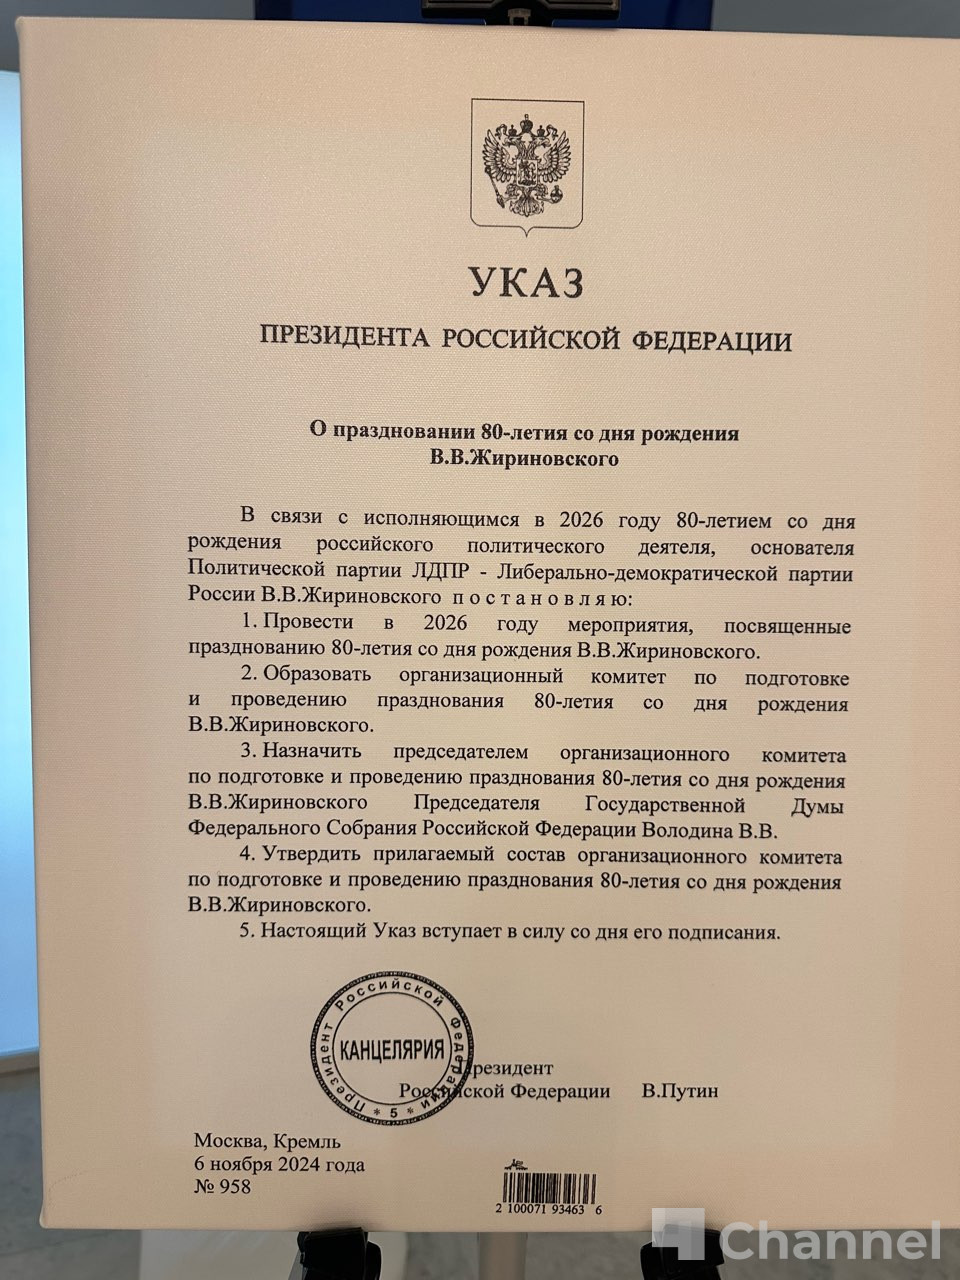 УКАЗ
ПРЕЗИДЕНТА РОССИЙСКОЙ ФЕДЕРАЦИИ
О праздновании 80-летия со дня рождения
В.В.Жириновского
В связи с исполняющимся в 2026 году 80-летием со дня
рождения российского политического деятеля, основателя
Политической партии ЛДПР - Либерально-демократической партии
России В.В.Жириновского п о с т а н о в л я ю:
1. Провести в 2026 году мероприятия, посвященные
празднованию 80-летия со дня рождения В.В.Жириновского.
2. Образовать организационный комитет по подготовке
и проведению празднования 80-летия со дня рождения
В.В.Жириновского.
3. Назначить председателем организационного комитета
по подготовке и проведению празднования 80-летия со дня рождения
В.В.Жириновского Председателя Государственной Думы
Федерального Собрания Российской Федерации Володина В.В.
4. Утвердить прилагаемый состав организационного комитета
по подготовке и проведению празднования 80-летия со дня рождения
В.В.Жириновского.
5. Настоящий Указ вступает в силу со дня его подписания.
Президент Российской Федерации
КАНЦЕЛЯРИЯ
* 5 *
Президент
Российской Федерации В.Путин
Москва, Кремль
6 ноября 2024 года
№ 958
2 100071 93463 6
Channel